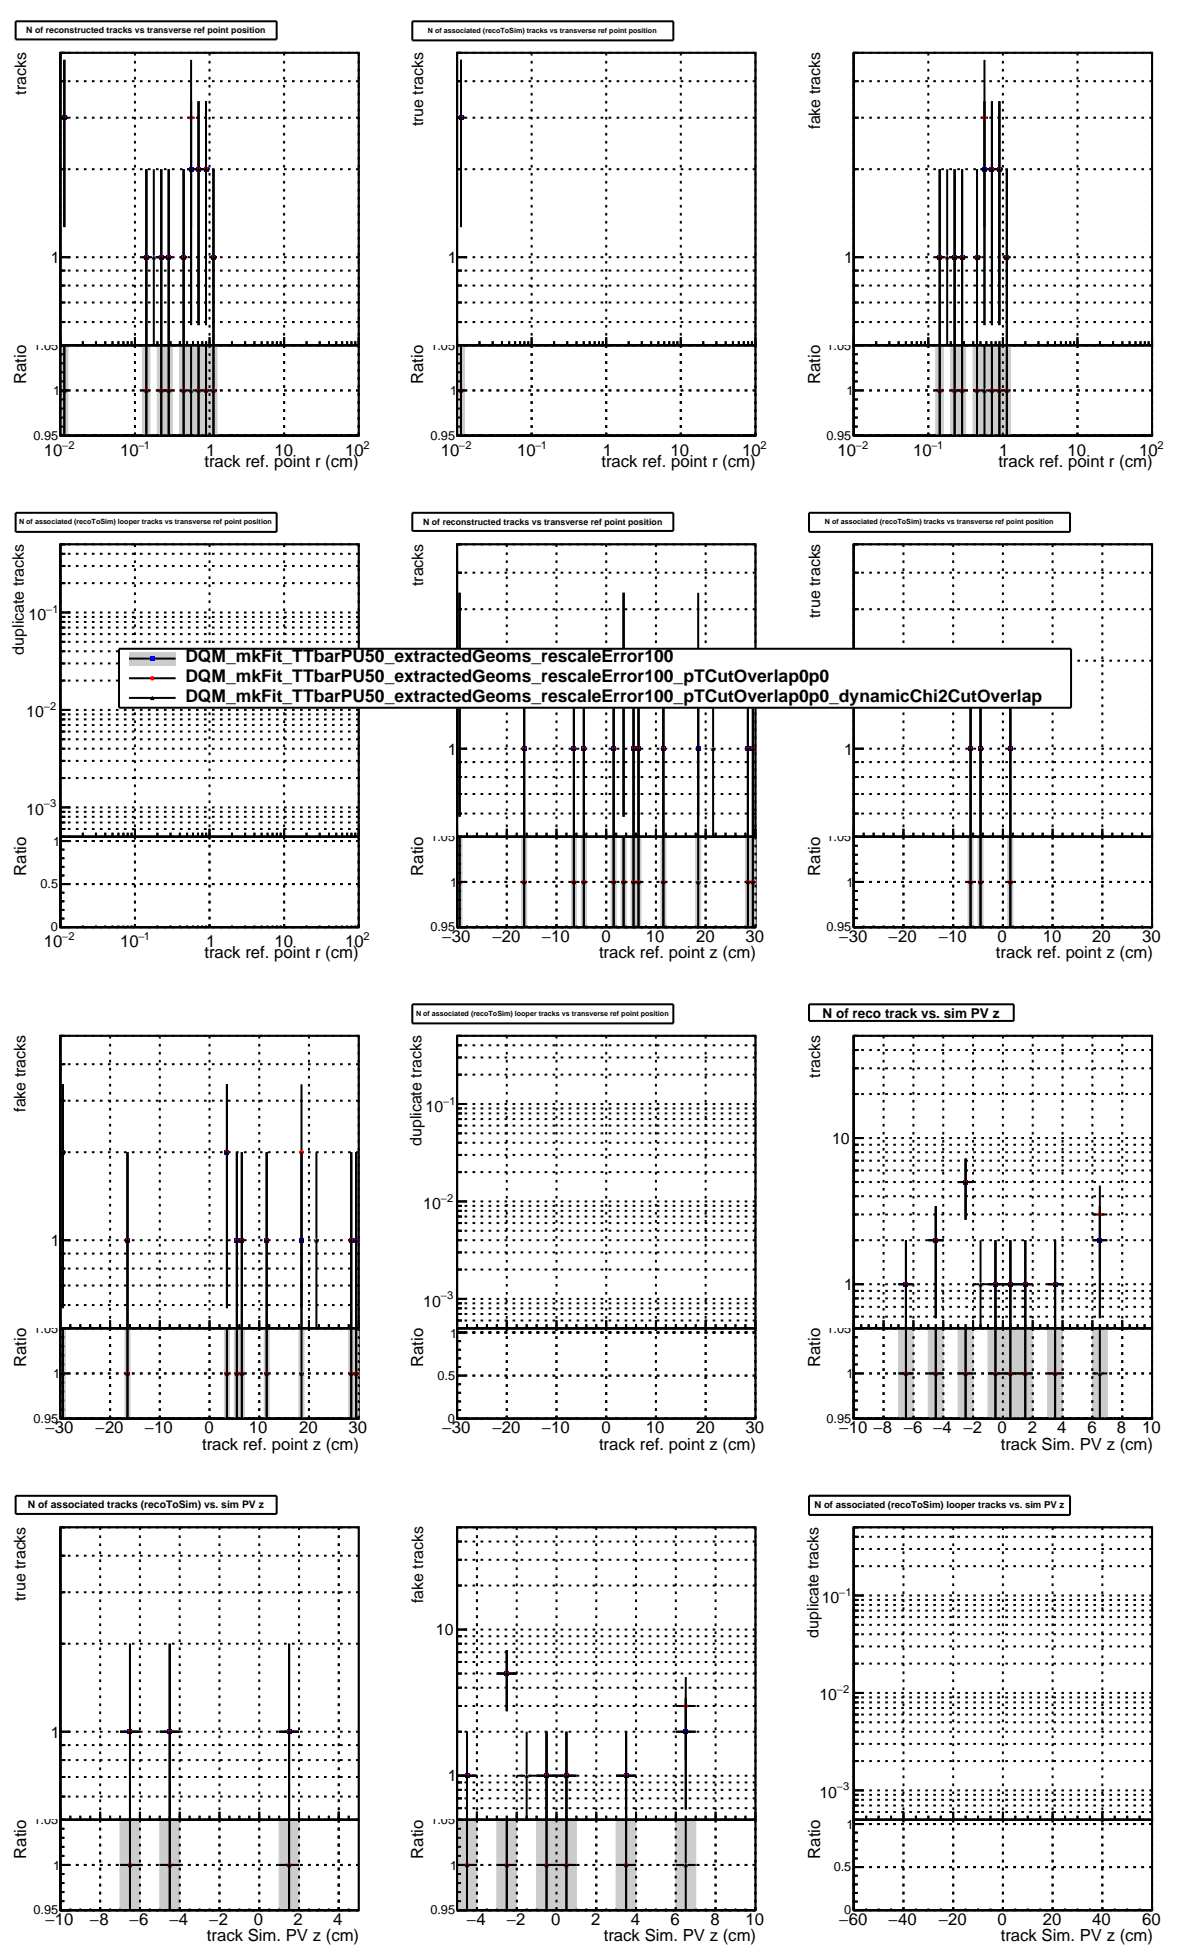 N of reconstructed tracks vs transverse ref point position
N of associated (recoToSim) tracks vs transverse ref point position
tracks
true tracks
fake tracks
1
1
1
Ratio
Ratio
Ratio
1.05
1
0.95
1.05
1
0.95
1.05
1
0.95
10−2 10−1 1 10 102
10−2 10−1 1 10 102
10−2 10−1 1 10 102
track ref. point r (cm)
track ref. point r (cm)
track ref. point r (cm)
N of associated (recoToSim) looper tracks vs transverse ref point position
N of reconstructed tracks vs transverse ref point position
N of associated (recoToSim) tracks vs transverse ref point position
duplicate tracks
tracks
true tracks
10−1
DQM_mkFit_TTbarPU50_extractedGeoms_rescaleError100
DQM_mkFit_TTbarPU50_extractedGeoms_rescaleError100_pTCutOverlap0p0
DQM_mkFit_TTbarPU50_extractedGeoms_rescaleError100_pTCutOverlap0p0_dynamicChi2CutOverlap
10−2
10−3
1
1
Ratio
Ratio
Ratio
1
0.5
0
1.05
1
0.95
1.05
1
0.95
10−2 10−1 1 10 102
−30 −20 −10 0 10 20 30
−30 −20 −10 0 10 20 30
track ref. point r (cm)
track ref. point z (cm)
track ref. point z (cm)
N of associated (recoToSim) looper tracks vs transverse ref point position
N of reco track vs. sim PV z
fake tracks
duplicate tracks
tracks
1
10−1
10−2
10−3
10
1
Ratio
Ratio
Ratio
1.05
1
0.95
1
0.5
0
1.05
1
0.95
−30 −20 −10 0 10 20 30
−30 −20 −10 0 10 20 30
−10 −8 −6 −4 −2 0 2 4 6 8 10
track ref. point z (cm)
track ref. point z (cm)
track Sim. PV z (cm)
N of associated tracks (recoToSim) vs. sim PV z
N of associated (recoToSim) looper tracks vs. sim PV z
true tracks
fake tracks
duplicate tracks
1
10
1
10−1
10−2
10−3
Ratio
Ratio
Ratio
1.05
1
0.95
1.05
1
0.95
1
0.5
0
−10 −8 −6 −4 −2 0 2 4
−4 −2 0 2 4 6 8 10
−60 −40 −20 0 20 40 60
track Sim. PV z (cm)
track Sim. PV z (cm)
track Sim. PV z (cm)